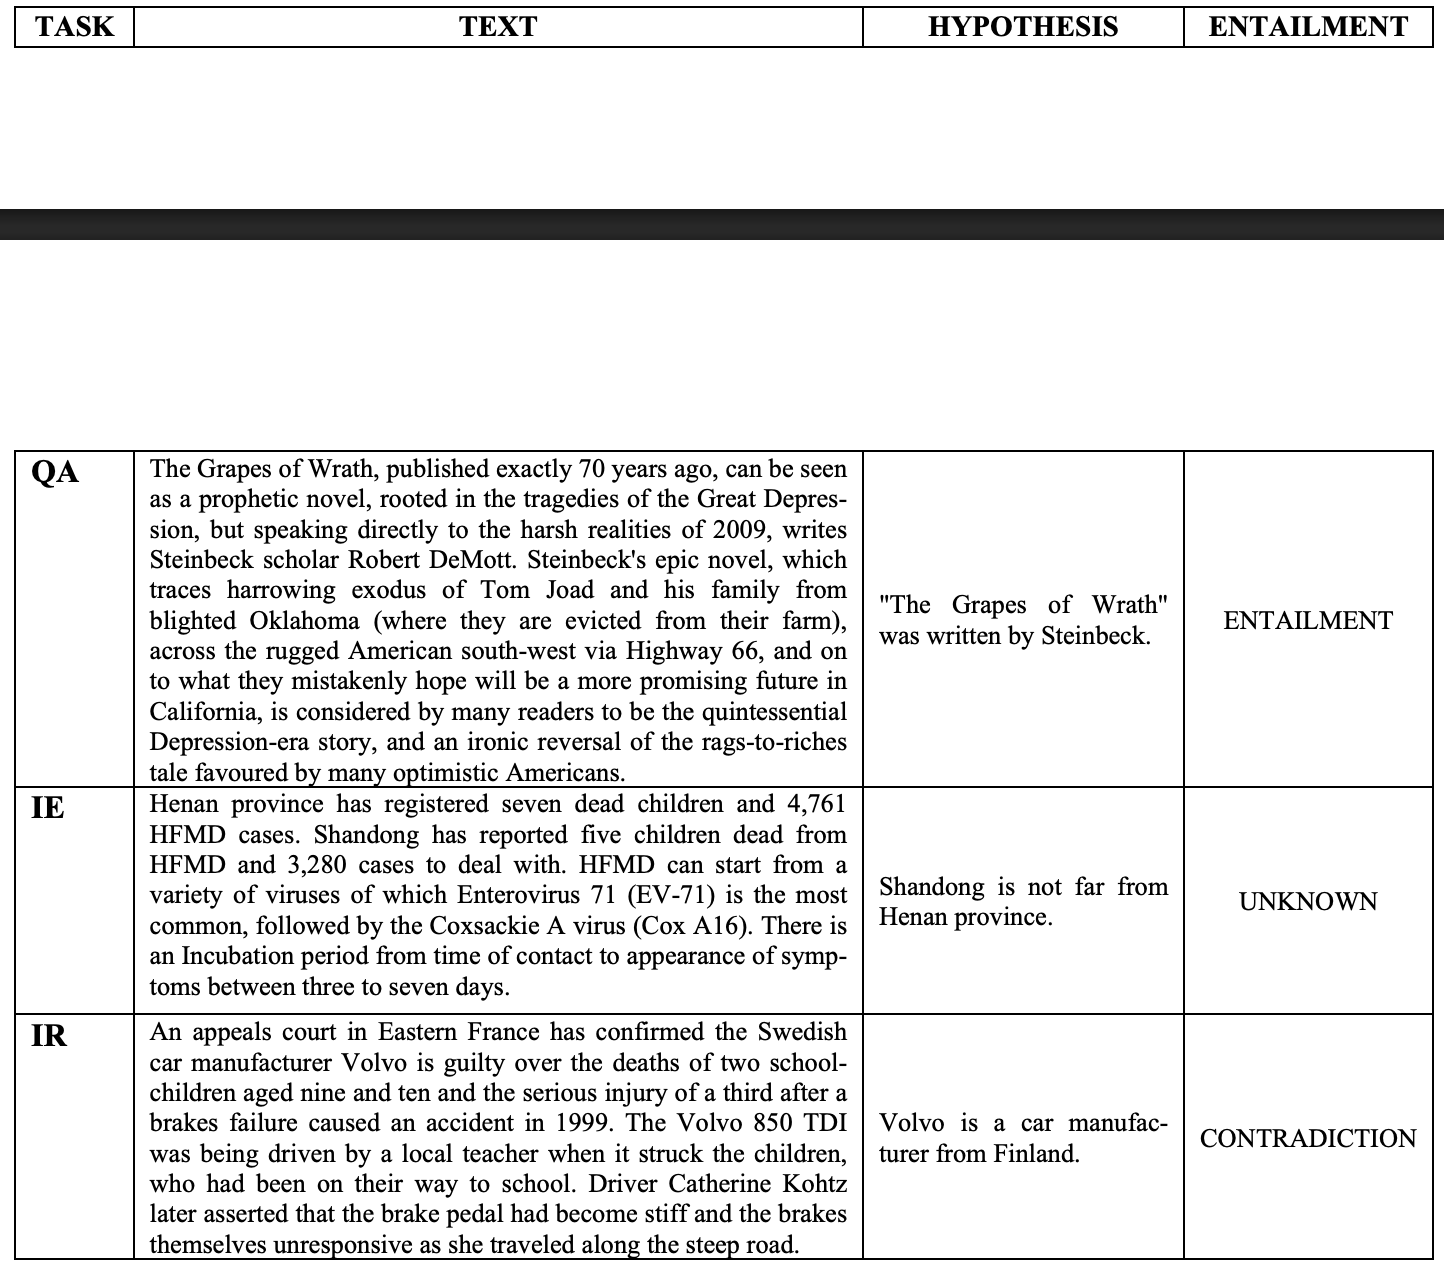 TASK TEXT HYPOTHESIS ENTAILMENT
QA
The Grapes of Wrath, published exactly 70 years ago, can be seen
as a prophetic novel, rooted in the tragedies of the Great Depres-
sion, but speaking directly to the harsh realities of 2009, writes
Steinbeck scholar Robert DeMott. Steinbeck's epic novel, which
traces harrowing exodus of Tom Joad and his family from
blighted Oklahoma (where they are evicted from their farm),
across the rugged American south-west via Highway 66, and on
to what they mistakenly hope will be a more promising future in
California, is considered by many readers to be the quintessential
Depression-era story, and an ironic reversal of the rags-to-riches
tale favoured by many optimistic Americans.
"The Grapes of Wrath"
was written by Steinbeck.
ENTAILMENT
IE
Henan province has registered seven dead children and 4,761
HFMD cases. Shandong has reported five children dead from
HFMD and 3,280 cases to deal with. HFMD can start from a
variety of viruses of which Enterovirus 71 (EV-71) is the most
common, followed by the Coxsackie A virus (Cox A16). There is
an Incubation period from time of contact to appearance of symp-
toms between three to seven days.
Shandong is not far from
Henan province.
UNKNOWN
IR
An appeals court in Eastern France has confirmed the Swedish
car manufacturer Volvo is guilty over the deaths of two school-
children aged nine and ten and the serious injury of a third after a
brakes failure caused an accident in 1999. The Volvo 850 TDI
was being driven by a local teacher when it struck the children,
who had been on their way to school. Driver Catherine Kohtz
later asserted that the brake pedal had become stiff and the brakes
themselves unresponsive as she traveled along the steep road.
Volvo is a car manufac-
turer from Finland.
CONTRADICTION